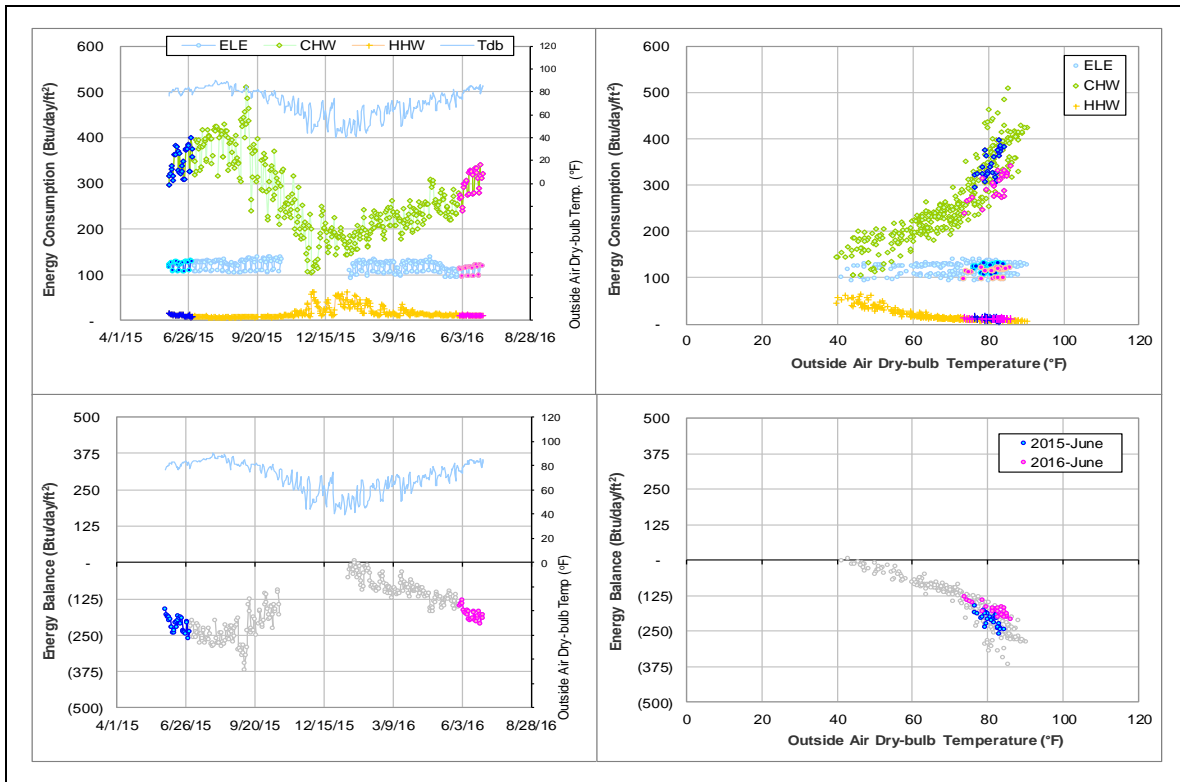 ELE CHW HHW Tdb
Energy Consumption (Btu/day/ft²)
600
500
400
300
200
100
-
120
100
80
60
40
20
0
Outside Air Dry-bulb Temp. (°F)
4/1/15 6/26/15 9/20/15 12/15/15 3/9/16 6/3/16 8/28/16
Energy Consumption (Btu/day/ft²)
600
500
400
300
200
100
-
ELE
CHW
HHW
0 20 40 60 80 100 120
Outside Air Dry-bulb Temperature (°F)
Energy Balance (Btu/day/ft²)
500
375
250
125
-
(125)
(250)
(375)
(500)
120
100
80
60
40
20
0
Outside Air Dry-bulb Temp (°F)
4/1/15 6/26/15 9/20/15 12/15/15 3/9/16 6/3/16 8/28/16
Energy Balance (Btu/day/ft²)
500
375
250
125
-
(125)
(250)
(375)
(500)
2015-June
2016-June
0 20 40 60 80 100 120
Outside Air Dry-bulb Temperature (°F)